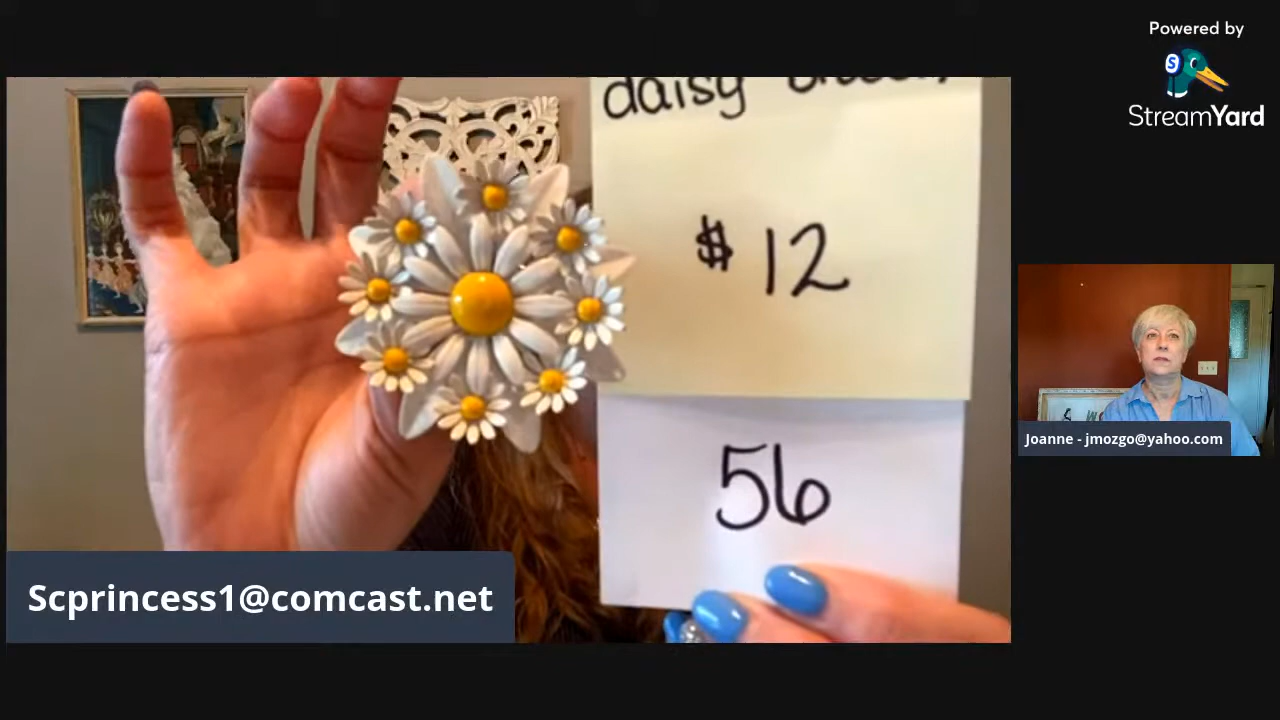 Powered by
StreamYard
daisy
$12
56
Joanne - jmozgo@yahoo.com
Scprincess1@comcast.net